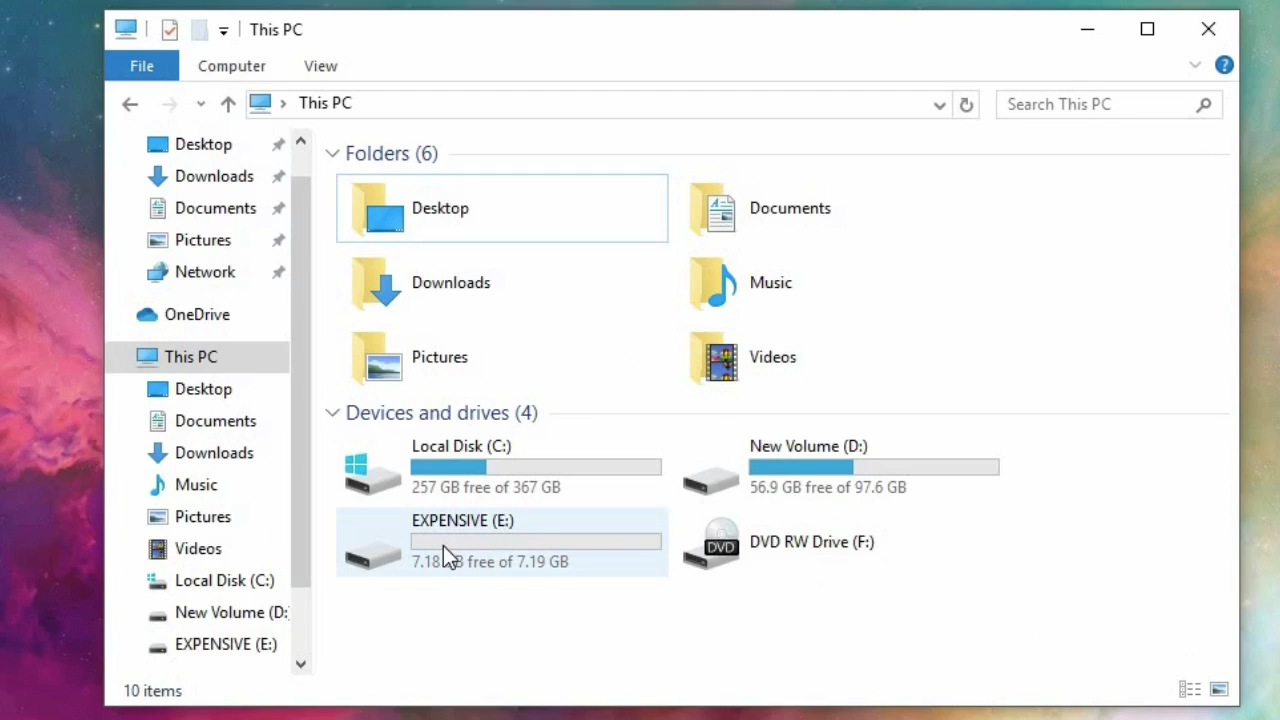 This PC
File
Computer
View
This PC
Search This PC
Desktop
Downloads
Documents
Pictures
Network
OneDrive
This PC
Desktop
Documents
Downloads
Music
Pictures
Videos
Local Disk (C:)
New Volume (D:
EXPENSIVE (E:)
Folders (6)
Desktop
Documents
Downloads
Music
Pictures
Videos
Devices and drives (4)
Local Disk (C:)
257 GB free of 367 GB
New Volume (D:)
56.9 GB free of 97.6 GB
EXPENSIVE (E:)
7.18 free of 7.19 GB
DVD RW Drive (F:)
DVD
DVD
10 items